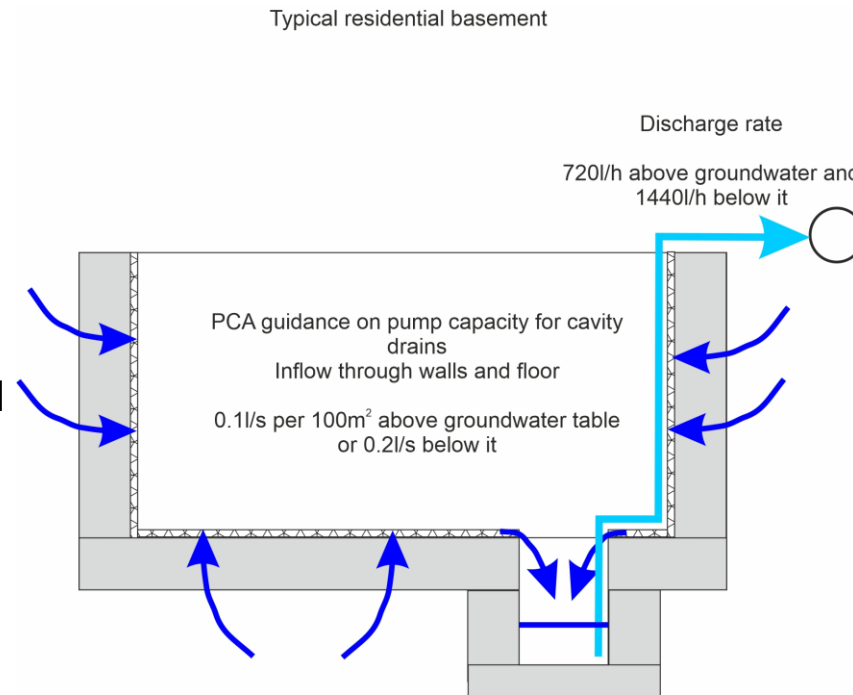 Typical residential basement
Discharge rate
720l/h above groundwater and
1440l/h below it
PCA guidance on pump capacity for cavity
drains
Inflow through walls and floor
0.1l/s per 100m² above groundwater table
or 0.2l/s below it